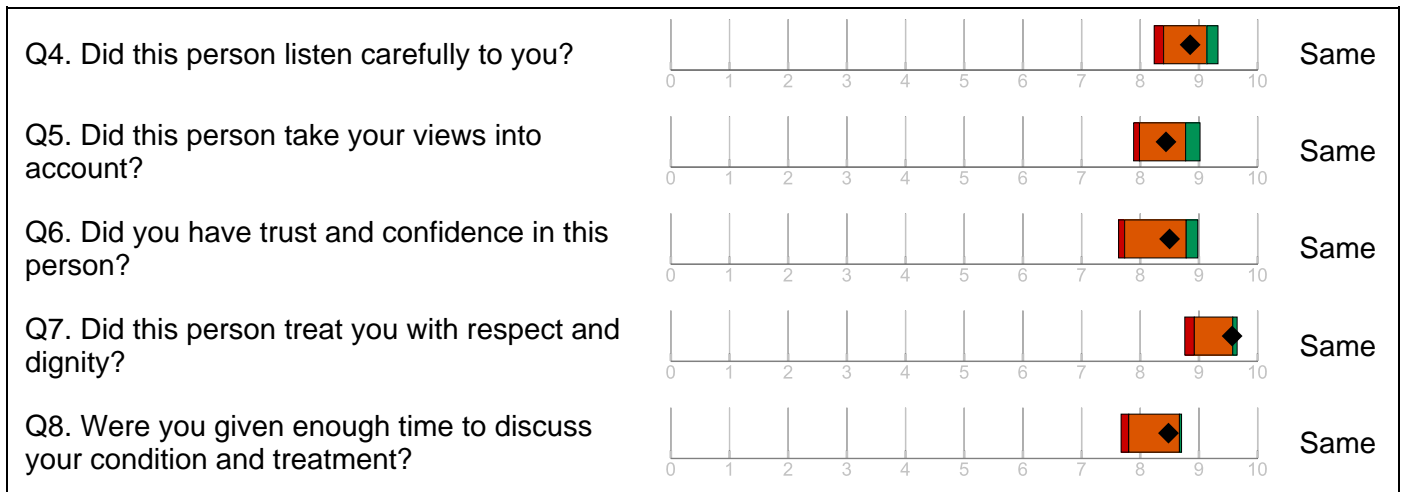 Q4. Did this person listen carefully to you?
Same
0 1 2 3 4 5 6 7 8 9 10
Q5. Did this person take your views into
account?
Same
0 1 2 3 4 5 6 7 8 9 10
Q6. Did you have trust and confidence in this
person?
Same
0 1 2 3 4 5 6 7 8 9 10
Q7. Did this person treat you with respect and
dignity?
Same
0 1 2 3 4 5 6 7 8 9 10
Q8. Were you given enough time to discuss
your condition and treatment?
Same
0 1 2 3 4 5 6 7 8 9 10